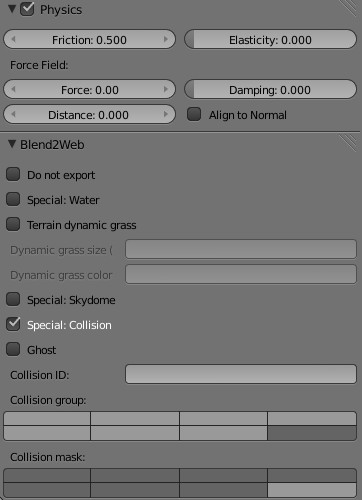 Physics
Friction: 0.500 Elasticity: 0.000
Force Field:
Force: 0.00 Damping: 0.000
Distance: 0.000 Align to Normal
Blend2Web
Do not export
Special: Water
Terrain dynamic grass
Dynamic grass size (
Dynamic grass color
Special: Skydome
Special: Collision
Ghost
Collision ID:
Collision group:
Collision mask: